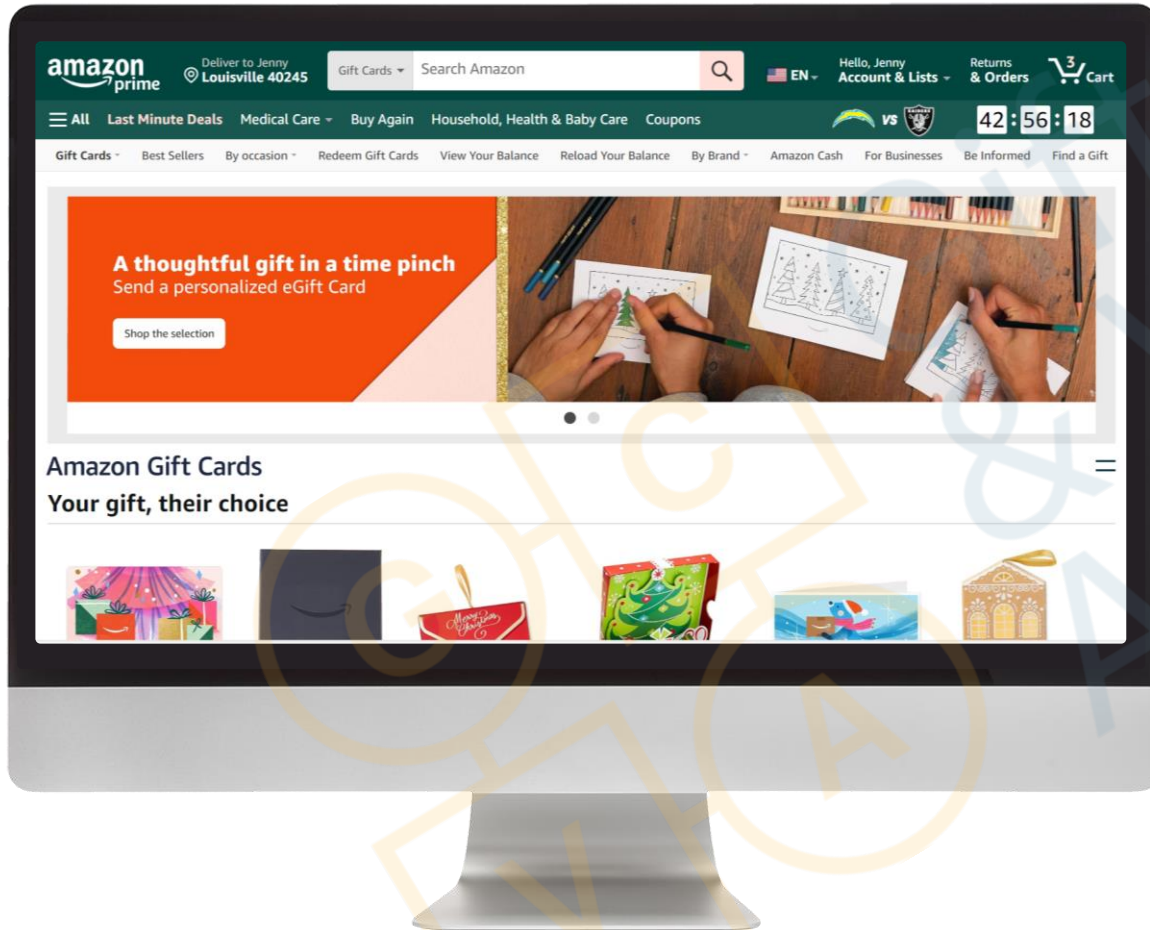 amazon prime
Deliver to Jenny
Louisville 40245
Gift Cards
Search Amazon
EN
Hello, Jenny
Account & Lists
Returns
& Orders
3
Cart
All
Last Minute Deals
Medical Care
Buy Again
Household, Health & Baby Care
Coupons
VS
RAIDERS
42 : 56 : 18
Gift Cards
Best Sellers
By occasion
Redeem Gift Cards
View Your Balance
Reload Your Balance
By Brand
Amazon Cash
For Businesses
Be Informed
Find a Gift
A thoughtful gift in a time pinch
Send a personalized eGift Card
Shop the selection
Amazon Gift Cards
Your gift, their choice
Merry
Christmas
G
C
V
A
Gift
&